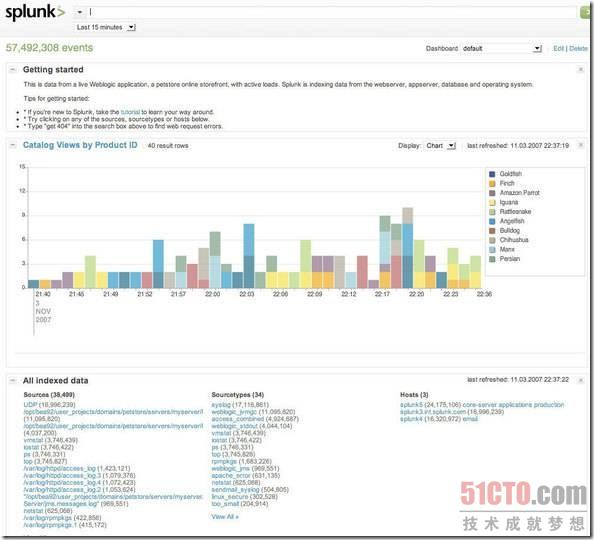 splunk>
Last 15 minutes
57,492,308 events
Dashboard default
Edit | Delete
Getting started
This is data from a live Weblogic application, a petstore online storefront, with active loads. Splunk is indexing data from the webserver, appserver, database and operating system.
Tips for getting started:
* If you're new to Splunk, take the tutorial to learn your way around.
* Try clicking on any of the sources, sourcetypes or hosts below.
* Type "get 404" into the search box above to find web request errors.
Catalog Views by Product ID
40 result rows
Display: Chart
last refreshed: 11.03.2007 22:37:19
15
12
9
6
3
0
21:40 21:45 21:49 21:52 21:57 22:00 22:03 22:06 22:09 22:12 22:17 22:20 22:23 22:36
3
NOV
2007
Goldfish
Finch
Amazon Parrot
Iguana
Rattlesnake
Angelfish
Bulldog
Chihuahua
Manx
Persian
All indexed data
last refreshed: 11.03.2007 22:37:22
Sources (38,499)
UDP (16,996,239)
/opt/bea92/user_projects/domains/petstore/servers/myserver/
(11,095,820)
/opt/bea92/user_projects/domains/petstore/servers/myserver/
(4,037,200)
vmstat (3,746,439)
iostat (3,746,422)
ps (3,746,431)
top (3,745,827)
/var/log/httpd/access_log (1,423,121)
/var/log/httpd/access_log.3 (1,079,376)
/var/log/httpd/access_log.4 (1,072,423)
/var/log/httpd/access_log.2 (1,053,624)
"/opt/bea92/user_projects/domains/petstore/servers/myserver
Server/jms.messages.log" (969,551)
netstat (625,068)
/var/log/rpmpkgs (422,858)
/var/log/rpmpkgs.1 (415,172)
Sourcetypes (34)
syslog (17,118,861)
weblogic_jvmgc (11,095,820)
access_combined (4,924,687)
weblogic_stdout (4,044,104)
vmstat (3,746,439)
iostat (3,746,422)
ps (3,746,431)
top (3,745,828)
rpmpkgs (1,683,226)
weblogic_jms (969,551)
apache_error (631,135)
netstat (625,068)
sendmail_syslog (504,805)
linux_secure (302,528)
too_small (204,914)
View All »
Hosts (3)
splunk5 (24,175,106) core-server applications production
splunk3.int.splunk.com (16,996,239)
splunk4 (16,320,972) email
51CTO.com
技术成就梦想